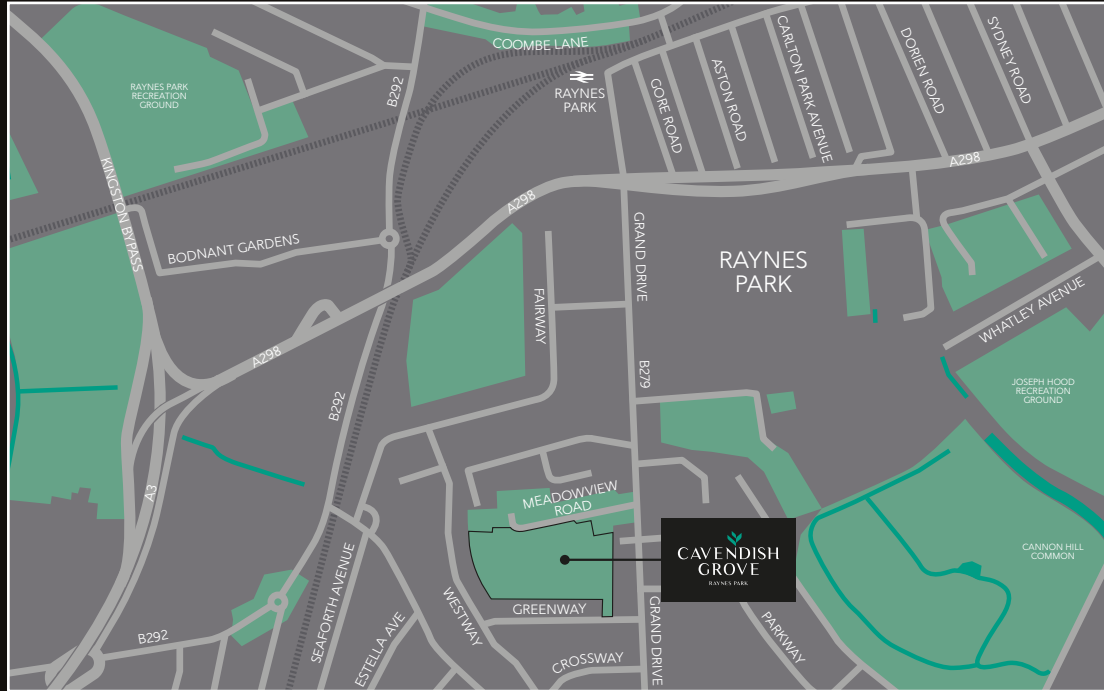 COOMBE LANE
RAYNES PARK
RECREATION
GROUND
B292
RAYNES
PARK
GORE ROAD
ASTON ROAD
CARLTON PARK AVENUE
DORIEN ROAD
SYDNEY ROAD
KINGSTON BYPASS
A298
A298
BODNANT GARDENS
GRAND DRIVE
RAYNES
PARK
FAIRWAY
WHATLEY AVENUE
A298
B279
B292
JOSEPH HOOD
RECREATION
GROUND
A3
MEADOWVIEW
ROAD
CAVENDISH
GROVE
RAYNES PARK
CANNON HILL
COMMON
SEAFORTH AVENUE
WESTWAY
GREENWAY
GRAND DRIVE
PARKWAY
B292
ESTELLA AVE
CROSSWAY